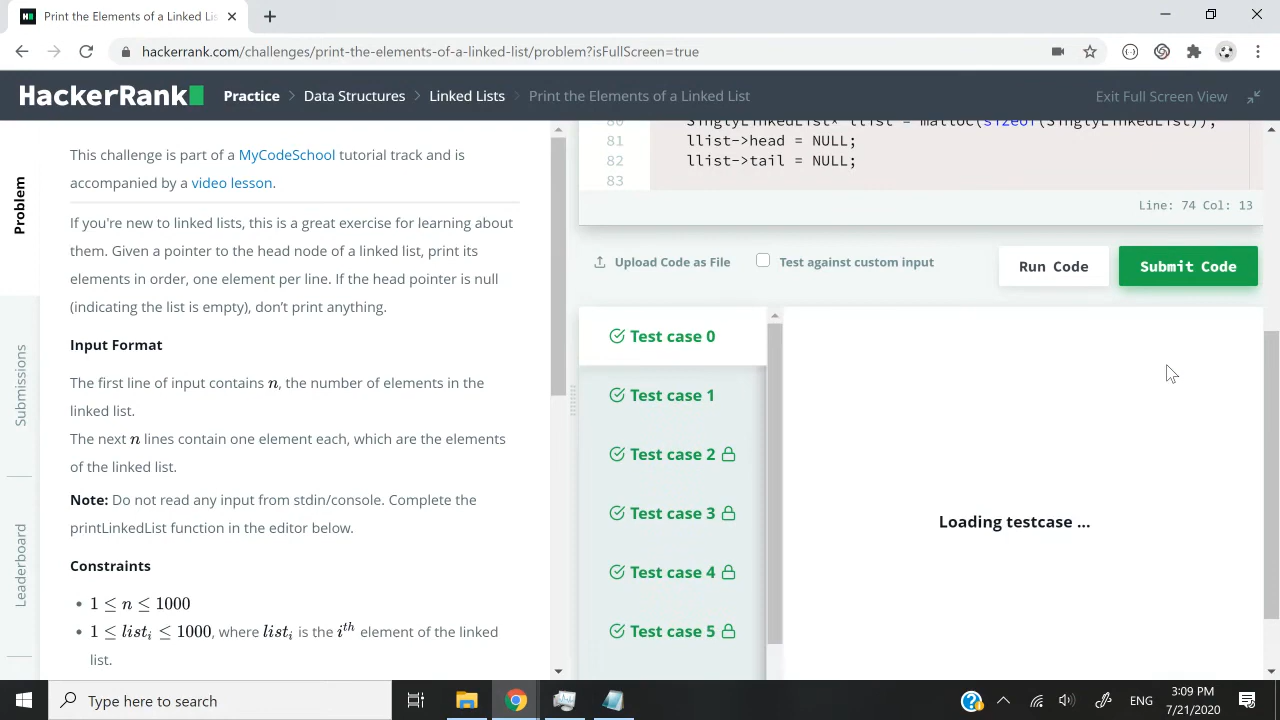 Print the Elements of a Linked Lis
hackerrank.com/challenges/print-the-elements-of-a-linked-list/problem?isFullScreen=true
HackerRank
Practice > Data Structures > Linked Lists > Print the Elements of a Linked List
Exit Full Screen View
Problem
Submissions
Leaderboard
This challenge is part of a MyCodeSchool tutorial track and is
accompanied by a video lesson.
If you're new to linked lists, this is a great exercise for learning about
them. Given a pointer to the head node of a linked list, print its
elements in order, one element per line. If the head pointer is null
(indicating the list is empty), don't print anything.
Input Format
The first line of input contains n, the number of elements in the
linked list.
The next n lines contain one element each, which are the elements
of the linked list.
Note: Do not read any input from stdin/console. Complete the
printLinkedList function in the editor below.
Constraints
• 1 ≤ n ≤ 1000
• 1 ≤ listᵢ ≤ 1000, where listᵢ is the iᵗʰ element of the linked
list.
80 SinglyLinkedList* llist = malloc(sizeof(SinglyLinkedList));
81 llist->head = NULL;
82 llist->tail = NULL;
83
Line: 74 Col: 13
Upload Code as File
Test against custom input
Run Code
Submit Code
Test case 0
Test case 1
Test case 2
Test case 3
Test case 4
Test case 5
Loading testcase ...
Type here to search
ENG
3:09 PM
7/21/2020